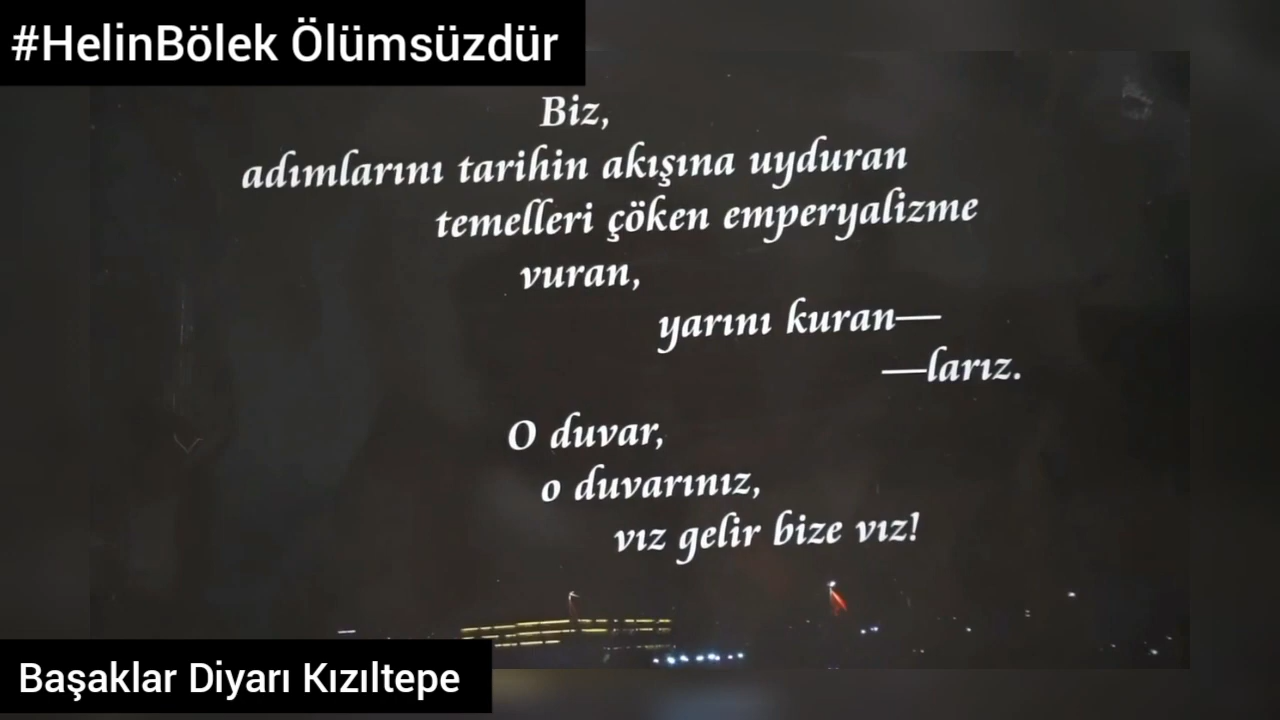 #HelinBölek Ölümsüzdür
Biz,
adımlarını tarihin akışına uyduran
temelleri çöken emperyalizme
vuran,
yarını kuran—
—larız.
O duvar,
o duvarınız,
vız gelir bize vız!
Başaklar Diyarı Kızıltepe